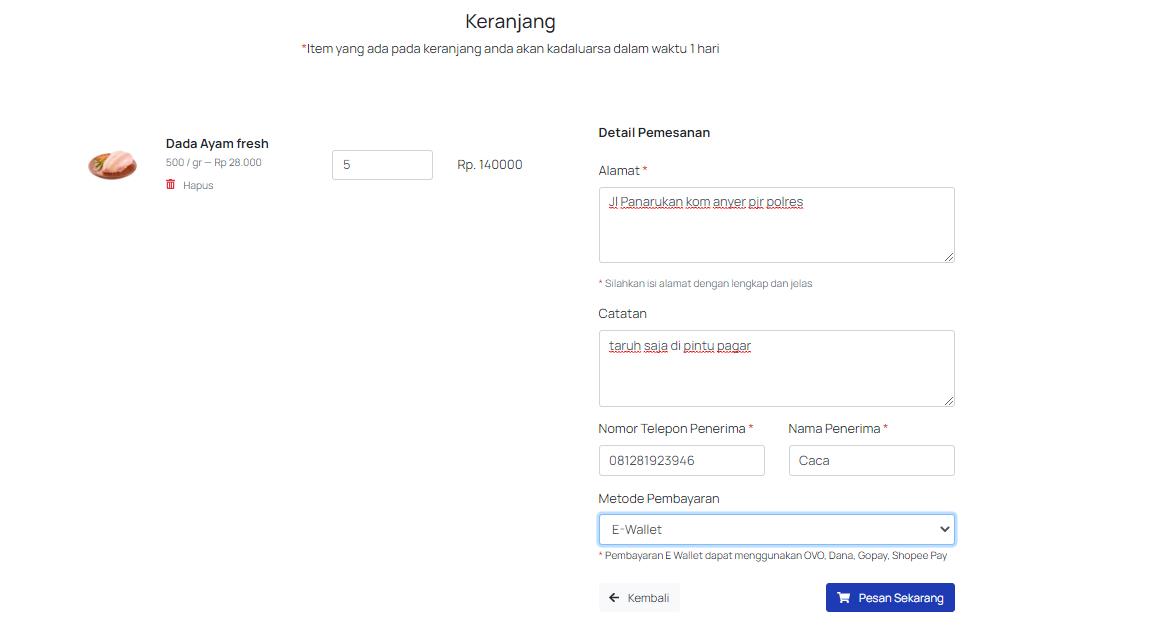 Keranjang
*Item yang ada pada keranjang anda akan kadaluarsa dalam waktu 1 hari
Dada Ayam fresh
500 / gr — Rp 28.000
Hapus
5
Rp. 140000
Detail Pemesanan
Alamat *
Jl Panarukan kom anyer pjr polres
* Silahkan isi alamat dengan lengkap dan jelas
Catatan
taruh saja di pintu pagar
Nomor Telepon Penerima *
081281923946
Nama Penerima *
Caca
Metode Pembayaran
E-Wallet
* Pembayaran E Wallet dapat menggunakan OVO, Dana, Gopay, Shopee Pay
Kembali
Pesan Sekarang